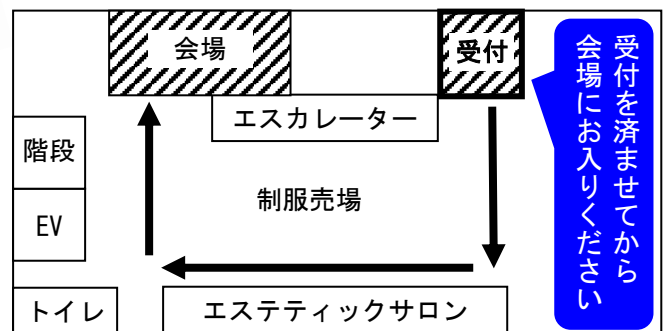 会場
受付
エスカレーター
階段
EV
制服売場
トイレ
エステティックサロン
受付を済ませてから
会場にお入りください